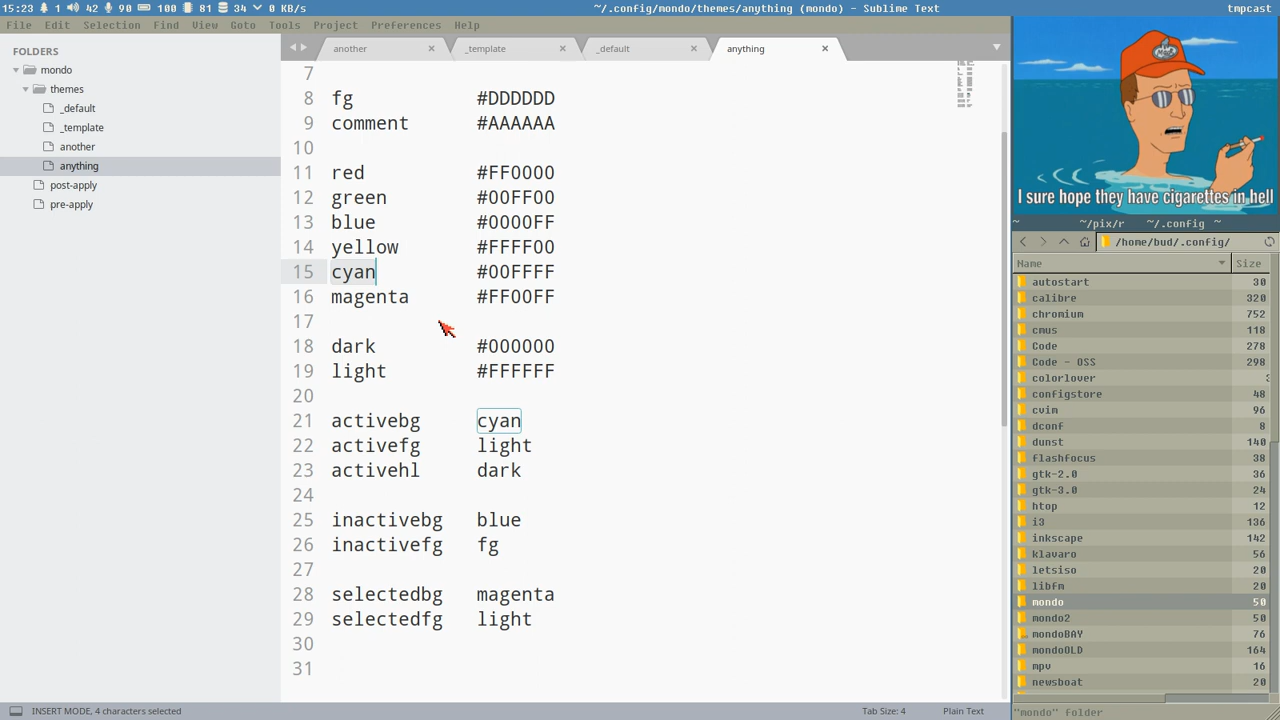 15:23 1 42 90 100 81 34 0 KB/s ~/.config/mondo/themes/anything (mondo) - Sublime Text tmpcast
File Edit Selection Find View Goto Tools Project Preferences Help
FOLDERS
mondo
themes
_default
_template
another
anything
post-apply
pre-apply
another _template _default anything
7
8 fg #DDDDDD
9 comment #AAAAAA
10
11 red #FF0000
12 green #00FF00
13 blue #0000FF
14 yellow #FFFF00
15 cyan #00FFFF
16 magenta #FF00FF
17
18 dark #000000
19 light #FFFFFF
20
21 activebg cyan
22 activefg light
23 activehl dark
24
25 inactivebg blue
26 inactivefg fg
27
28 selectedbg magenta
29 selectedfg light
30
31
INSERT MODE, 4 characters selected Tab Size: 4 Plain Text
I sure hope they have cigarettes in hell
~ ~/pix/r ~/.config ~
/home/bud/.config/
Name Size
autostart 30
calibre 320
chromium 752
cmus 118
Code 278
Code - OSS 298
colorlover
configstore 48
cvim 96
dconf 8
dunst 140
flashfocus 38
gtk-2.0 36
gtk-3.0 24
htop 12
i3 136
inkscape 142
klavaro 56
letsiso 20
libfm 20
mondo 50
mondo2 50
mondoBAY 76
mondoOLD 164
mpv 16
newsboat 20
"mondo" folder